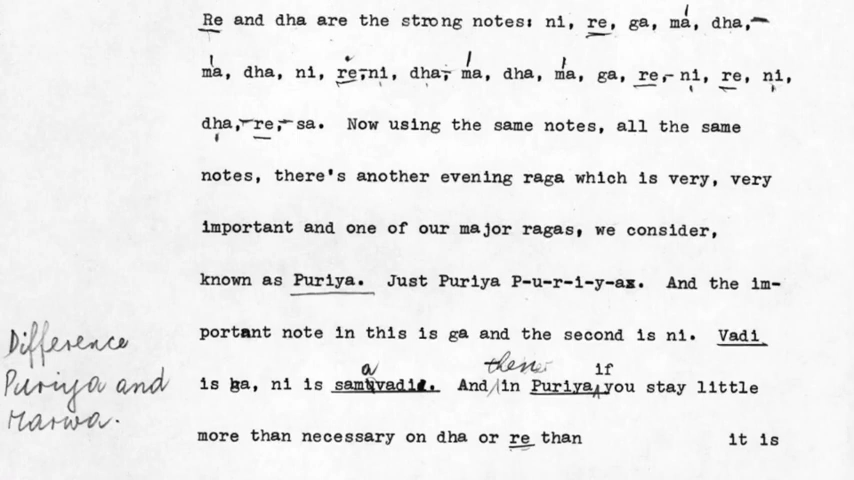 Re and dha are the strong notes: ni, re, ga, ma, dha,
ma, dha, ni, re, ni, dha, ma, dha, ma, ga, re, ni, re, ni,
dha, re, sa. Now using the same notes, all the same
notes, there's another evening raga which is very, very
important and one of our major ragas, we consider,
known as Puriya. Just Puriya P-u-r-i-y-a. And the im-
portant note in this is ga and the second is ni. Vadi
is ga, ni is samavadi. And then in Puriya, if you stay little
more than necessary on dha or re than it is
Difference
Puriya and
Marwa.